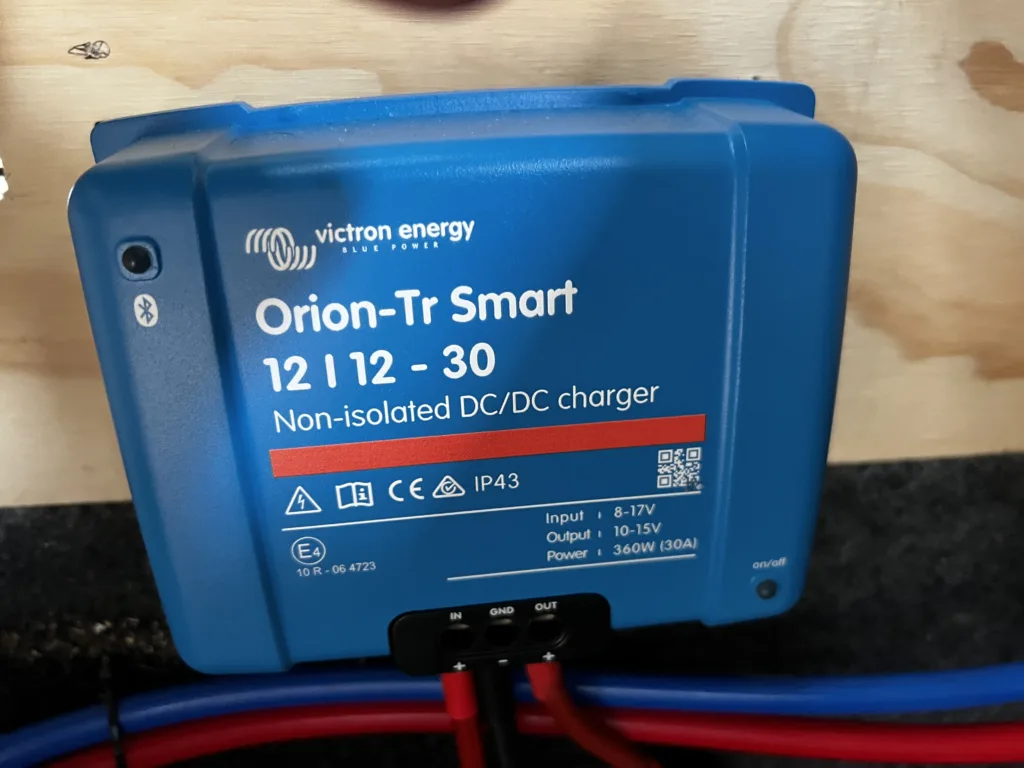 victron energy
BLUE POWER
Orion-Tr Smart
12 | 12 - 30
Non-isolated DC/DC charger
CE IP43
Input : 8-17V
Output : 10-15V
Power : 360W (30A)
E4
10 R - 06 4723
on/off
IN GND OUT
+ - +